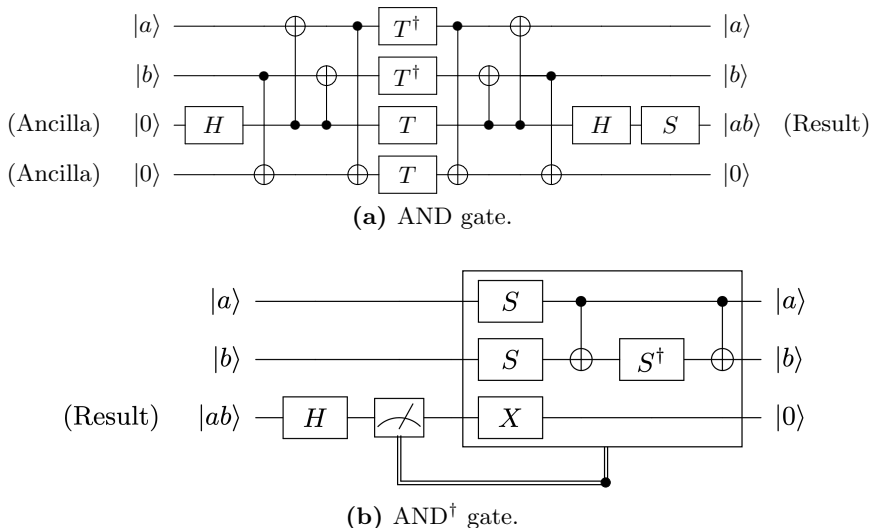 |a⟩ T† |a⟩
|b⟩ T† |b⟩
(Ancilla) |0⟩ H T H S |ab⟩ (Result)
(Ancilla) |0⟩ T |0⟩
(a) AND gate.
|a⟩ S |a⟩
|b⟩ S S† |b⟩
(Result) |ab⟩ H X |0⟩
(b) AND† gate.